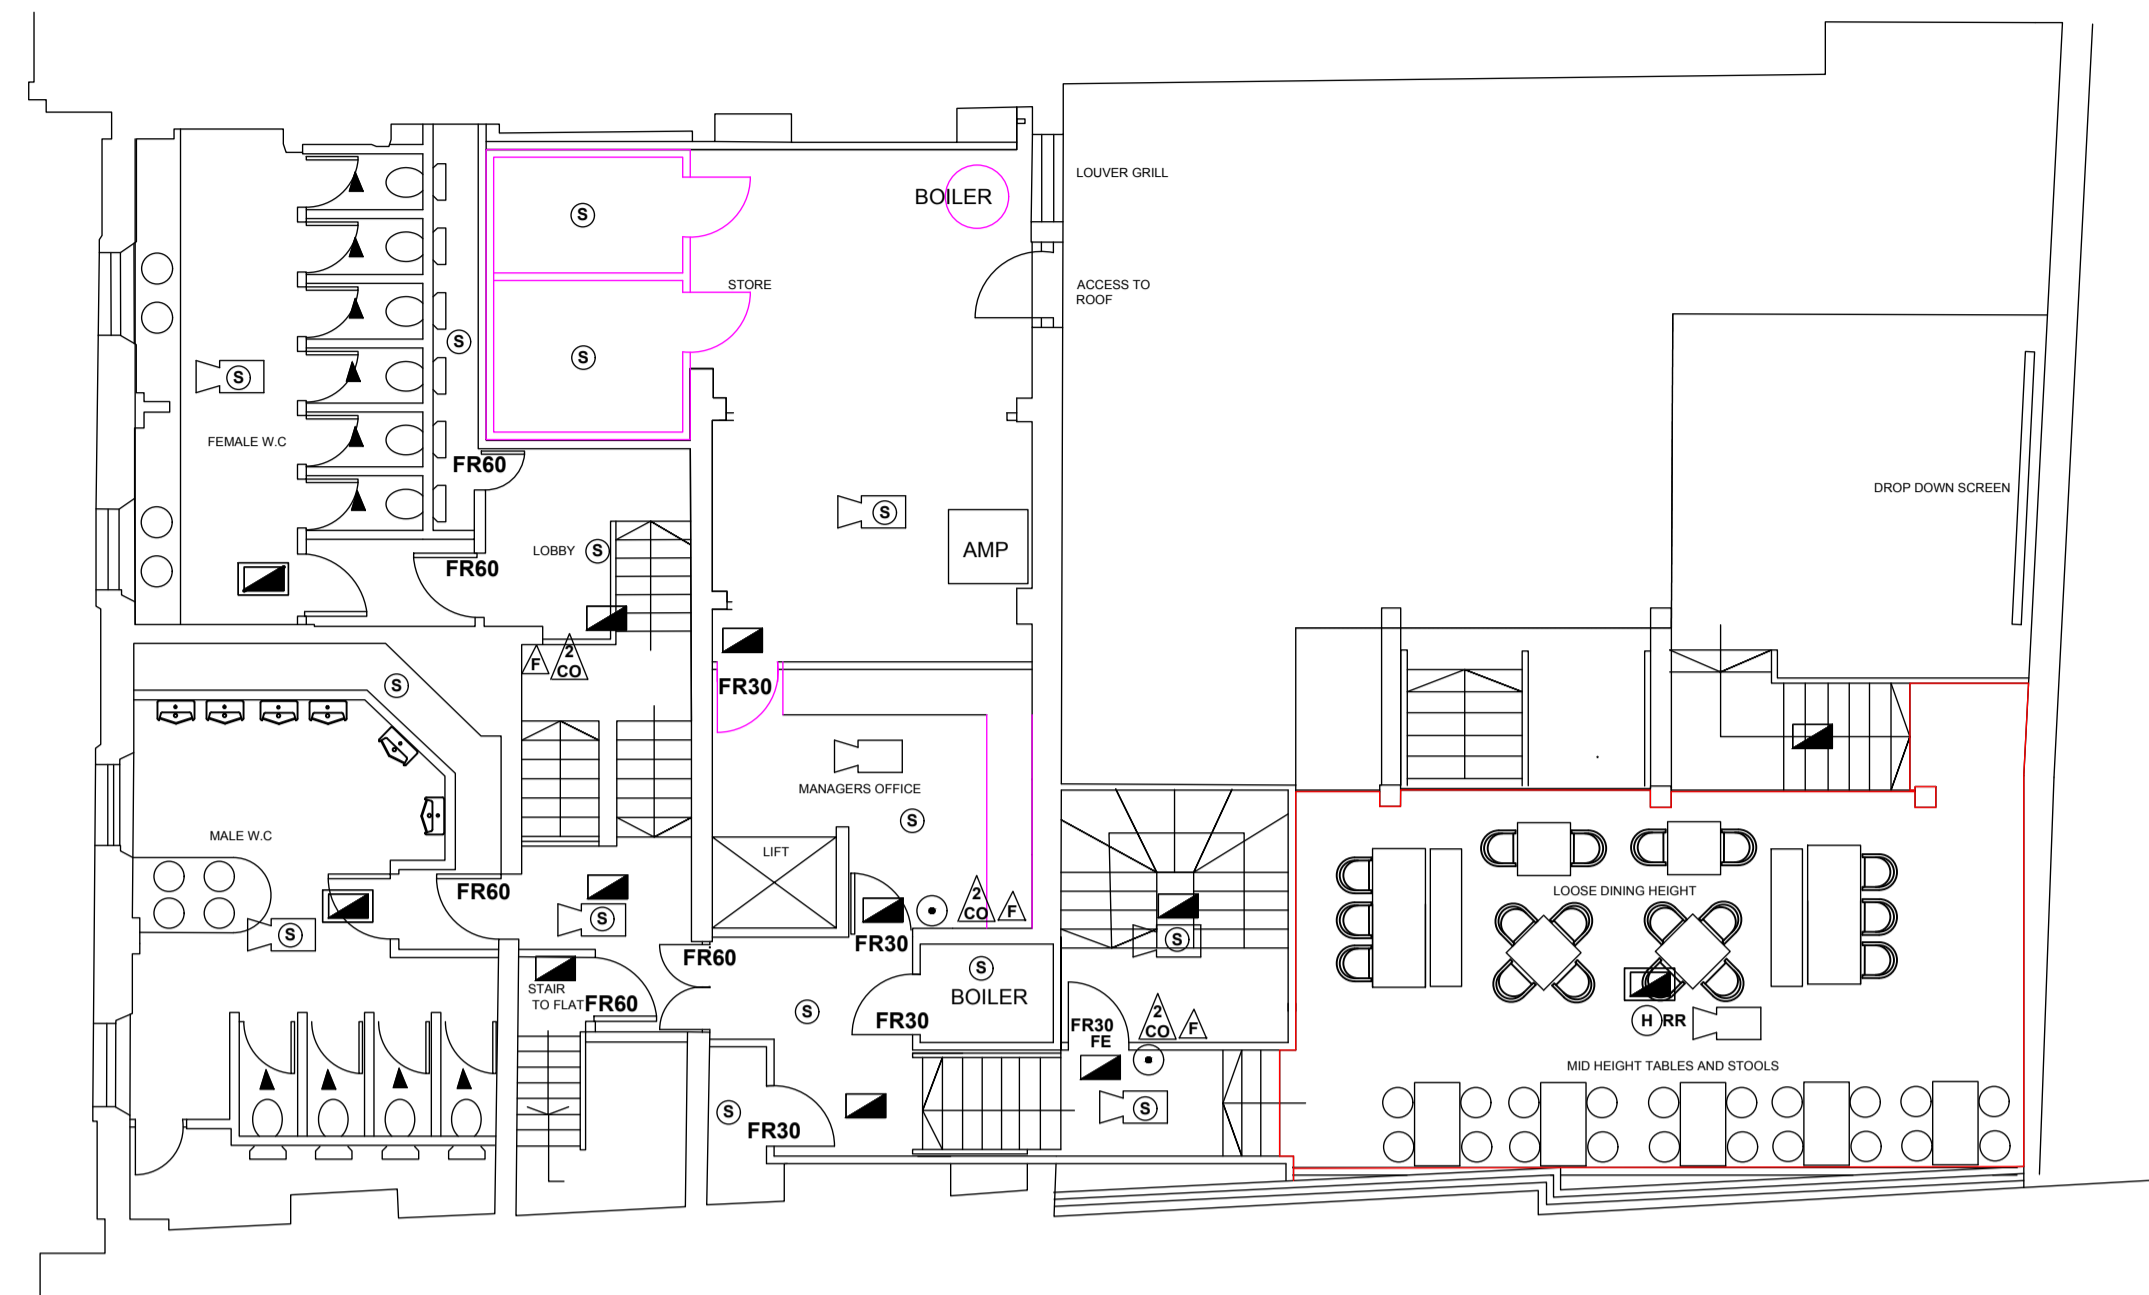 LOUVER GRILL
BOILER
S
STORE
ACCESS TO
ROOF
S
S
S
FEMALE W.C
FR60
DROP DOWN SCREEN
S
AMP
LOBBY
S
FR60
F
2
CO
S
FR30
MANAGERS OFFICE
S
MALE W.C
LIFT
FR60
LOOSE DINING HEIGHT
2
CO
F
S
S
FR30
S
FR60
STAIR
TO FLAT
FR60
S
BOILER
S
FR30
2
CO
F
FR30
FE
H
RR
MID HEIGHT TABLES AND STOOLS
S
FR30
S